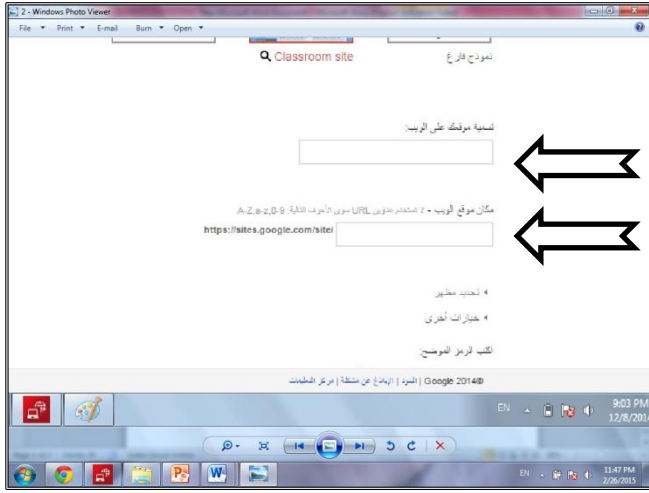 2 - Windows Photo Viewer
File Print E-mail Burn Open
Classroom site
نموذج فارغ
تسمية موقعك على الويب:
مكان موقع الويب - لا تستخدم عناوين URL سوى الأحرف التالية: A-Z,a-z,0-9
https://sites.google.com/site/
تحديد مظهر
خيارات أخرى
اكتب الرمز الموضح:
Google 2014© | البنود | الإبلاغ عن مشكلة | مركز التعليمات
EN
9:03 PM
12/8/2014
EN
11:47 PM
2/26/2015